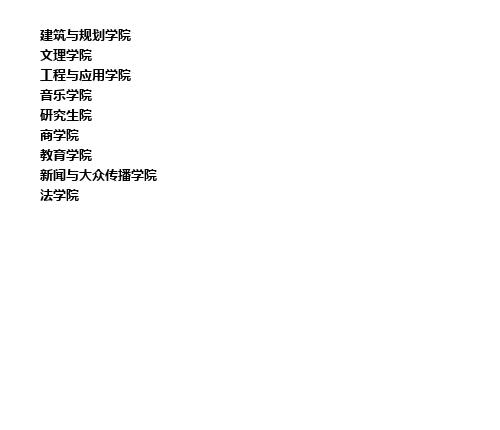 建筑与规划学院
文理学院
工程与应用学院
音乐学院
研究生院
商学院
教育学院
新闻与大众传播学院
法学院